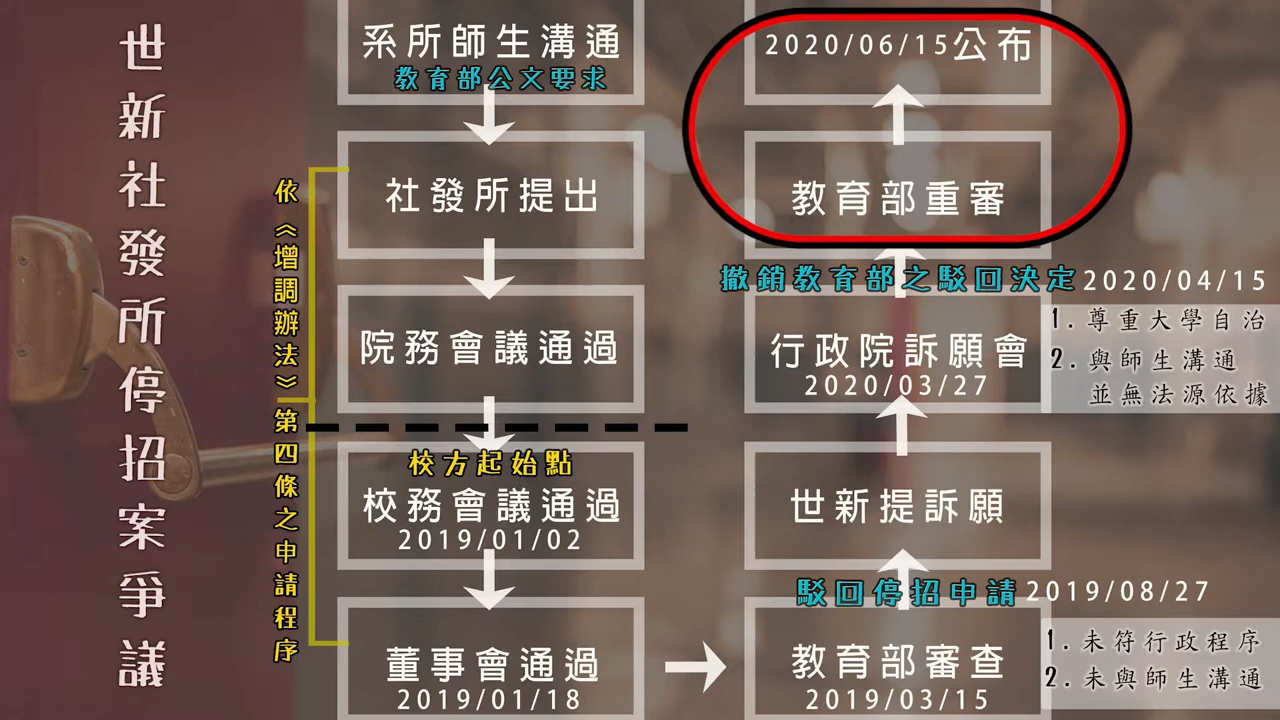 世新社發所停招案爭議
系所師生溝通
教育部公文要求
社發所提出
院務會議通過
依《增調辦法》第四條之申請程序
校方起始點
校務會議通過
2019/01/02
董事會通過
2019/01/18
教育部審查
2019/03/15
1.未符行政程序
2.未與師生溝通
駁回停招申請2019/08/27
世新提訴願
行政院訴願會
2020/03/27
1.尊重大學自治
2.與師生溝通
並無法源依據
撤銷教育部之駁回決定2020/04/15
教育部重審
2020/06/15公布